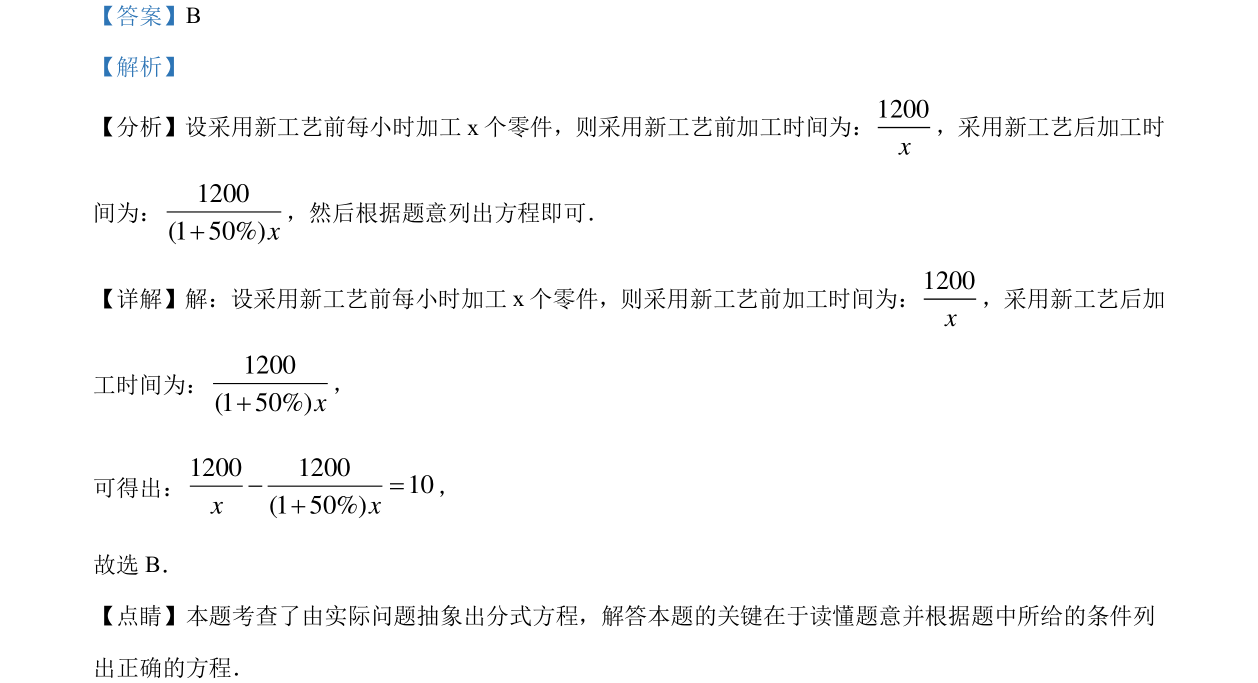 【答案】B
【解析】
【分析】设采用新工艺前每小时加工 x 个零件，则采用新工艺前加工时间为：$\frac{1200}{x}$，采用新工艺后加工时
间为：$\frac{1200}{(1+50\%)x}$，然后根据题意列出方程即可．
【详解】解：设采用新工艺前每小时加工 x 个零件，则采用新工艺前加工时间为：$\frac{1200}{x}$，采用新工艺后加
工时间为：$\frac{1200}{(1+50\%)x}$，
可得出：$\frac{1200}{x}-\frac{1200}{(1+50\%)x}=10$，
故选 B．
【点睛】本题考查了由实际问题抽象出分式方程，解答本题的关键在于读懂题意并根据题中所给的条件列
出正确的方程．